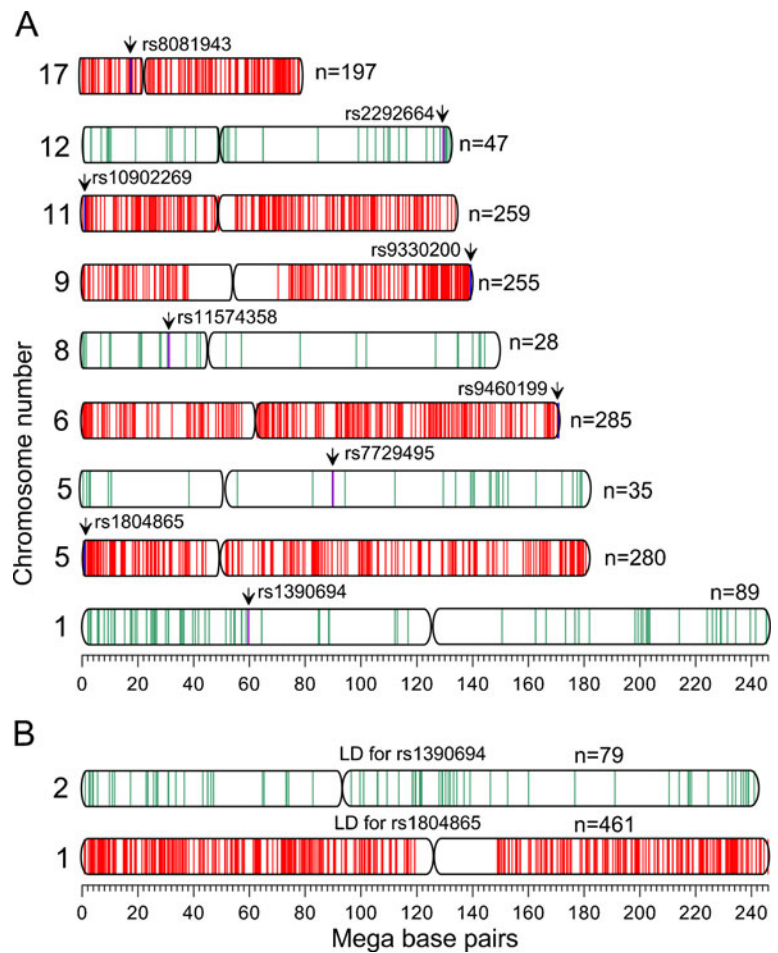 A
rs8081943
17
n=197
rs2292664
12
n=47
rs10902269
11
n=259
rs9330200
9
n=255
rs11574358
8
n=28
rs9460199
6
n=285
rs7729495
5
n=35
rs1804865
5
n=280
rs1390694
n=89
1
Chromosome number
0 20 40 60 80 100 120 140 160 180 200 220 240
B
LD for rs1390694 n=79
2
LD for rs1804865 n=461
1
0 20 40 60 80 100 120 140 160 180 200 220 240
Mega base pairs